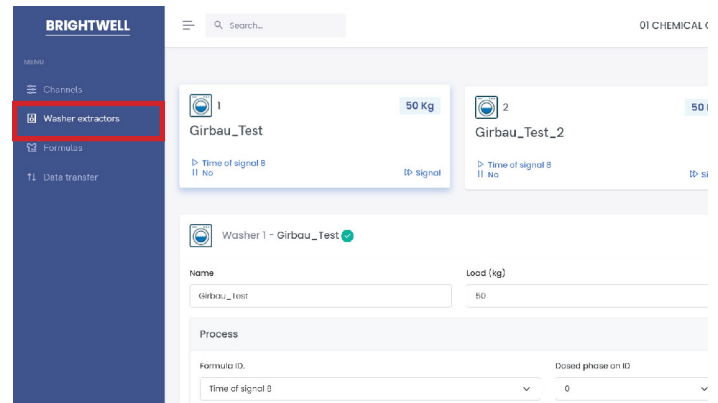 BRIGHTWELL
Search...
01 CHEMICAL
MENU
Channels
Washer extractors
Formulas
Data transfer
1
50 Kg
Girbau_Test
Time of signal 8
No
Signal
2
50
Girbau_Test_2
Time of signal 8
No
Washer 1 - Girbau_Test
Name
Load (kg)
Girbau_Test
50
Process
Formula ID.
Dosed phase on ID
Time of signal 8
0